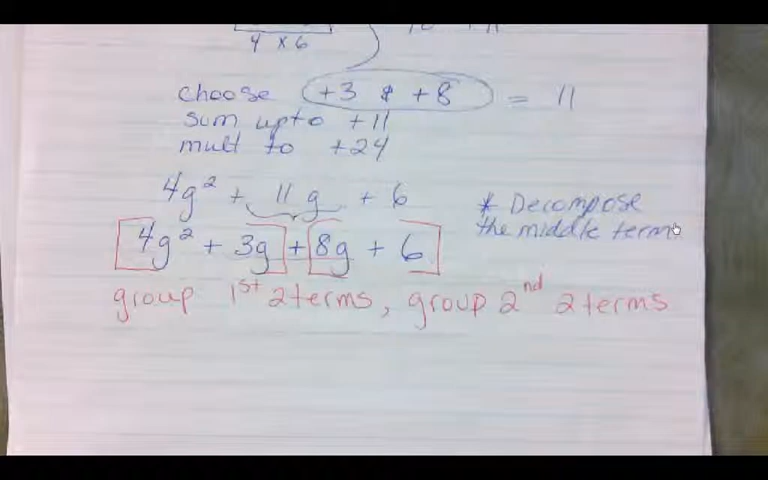 4 x 6
choose +3 & +8 = 11
sum up to +11
mult to +24
4g² + 11g + 6
* Decompose
the middle terms
4g² + 3g + 8g + 6
group 1st 2 terms, group 2nd 2 terms